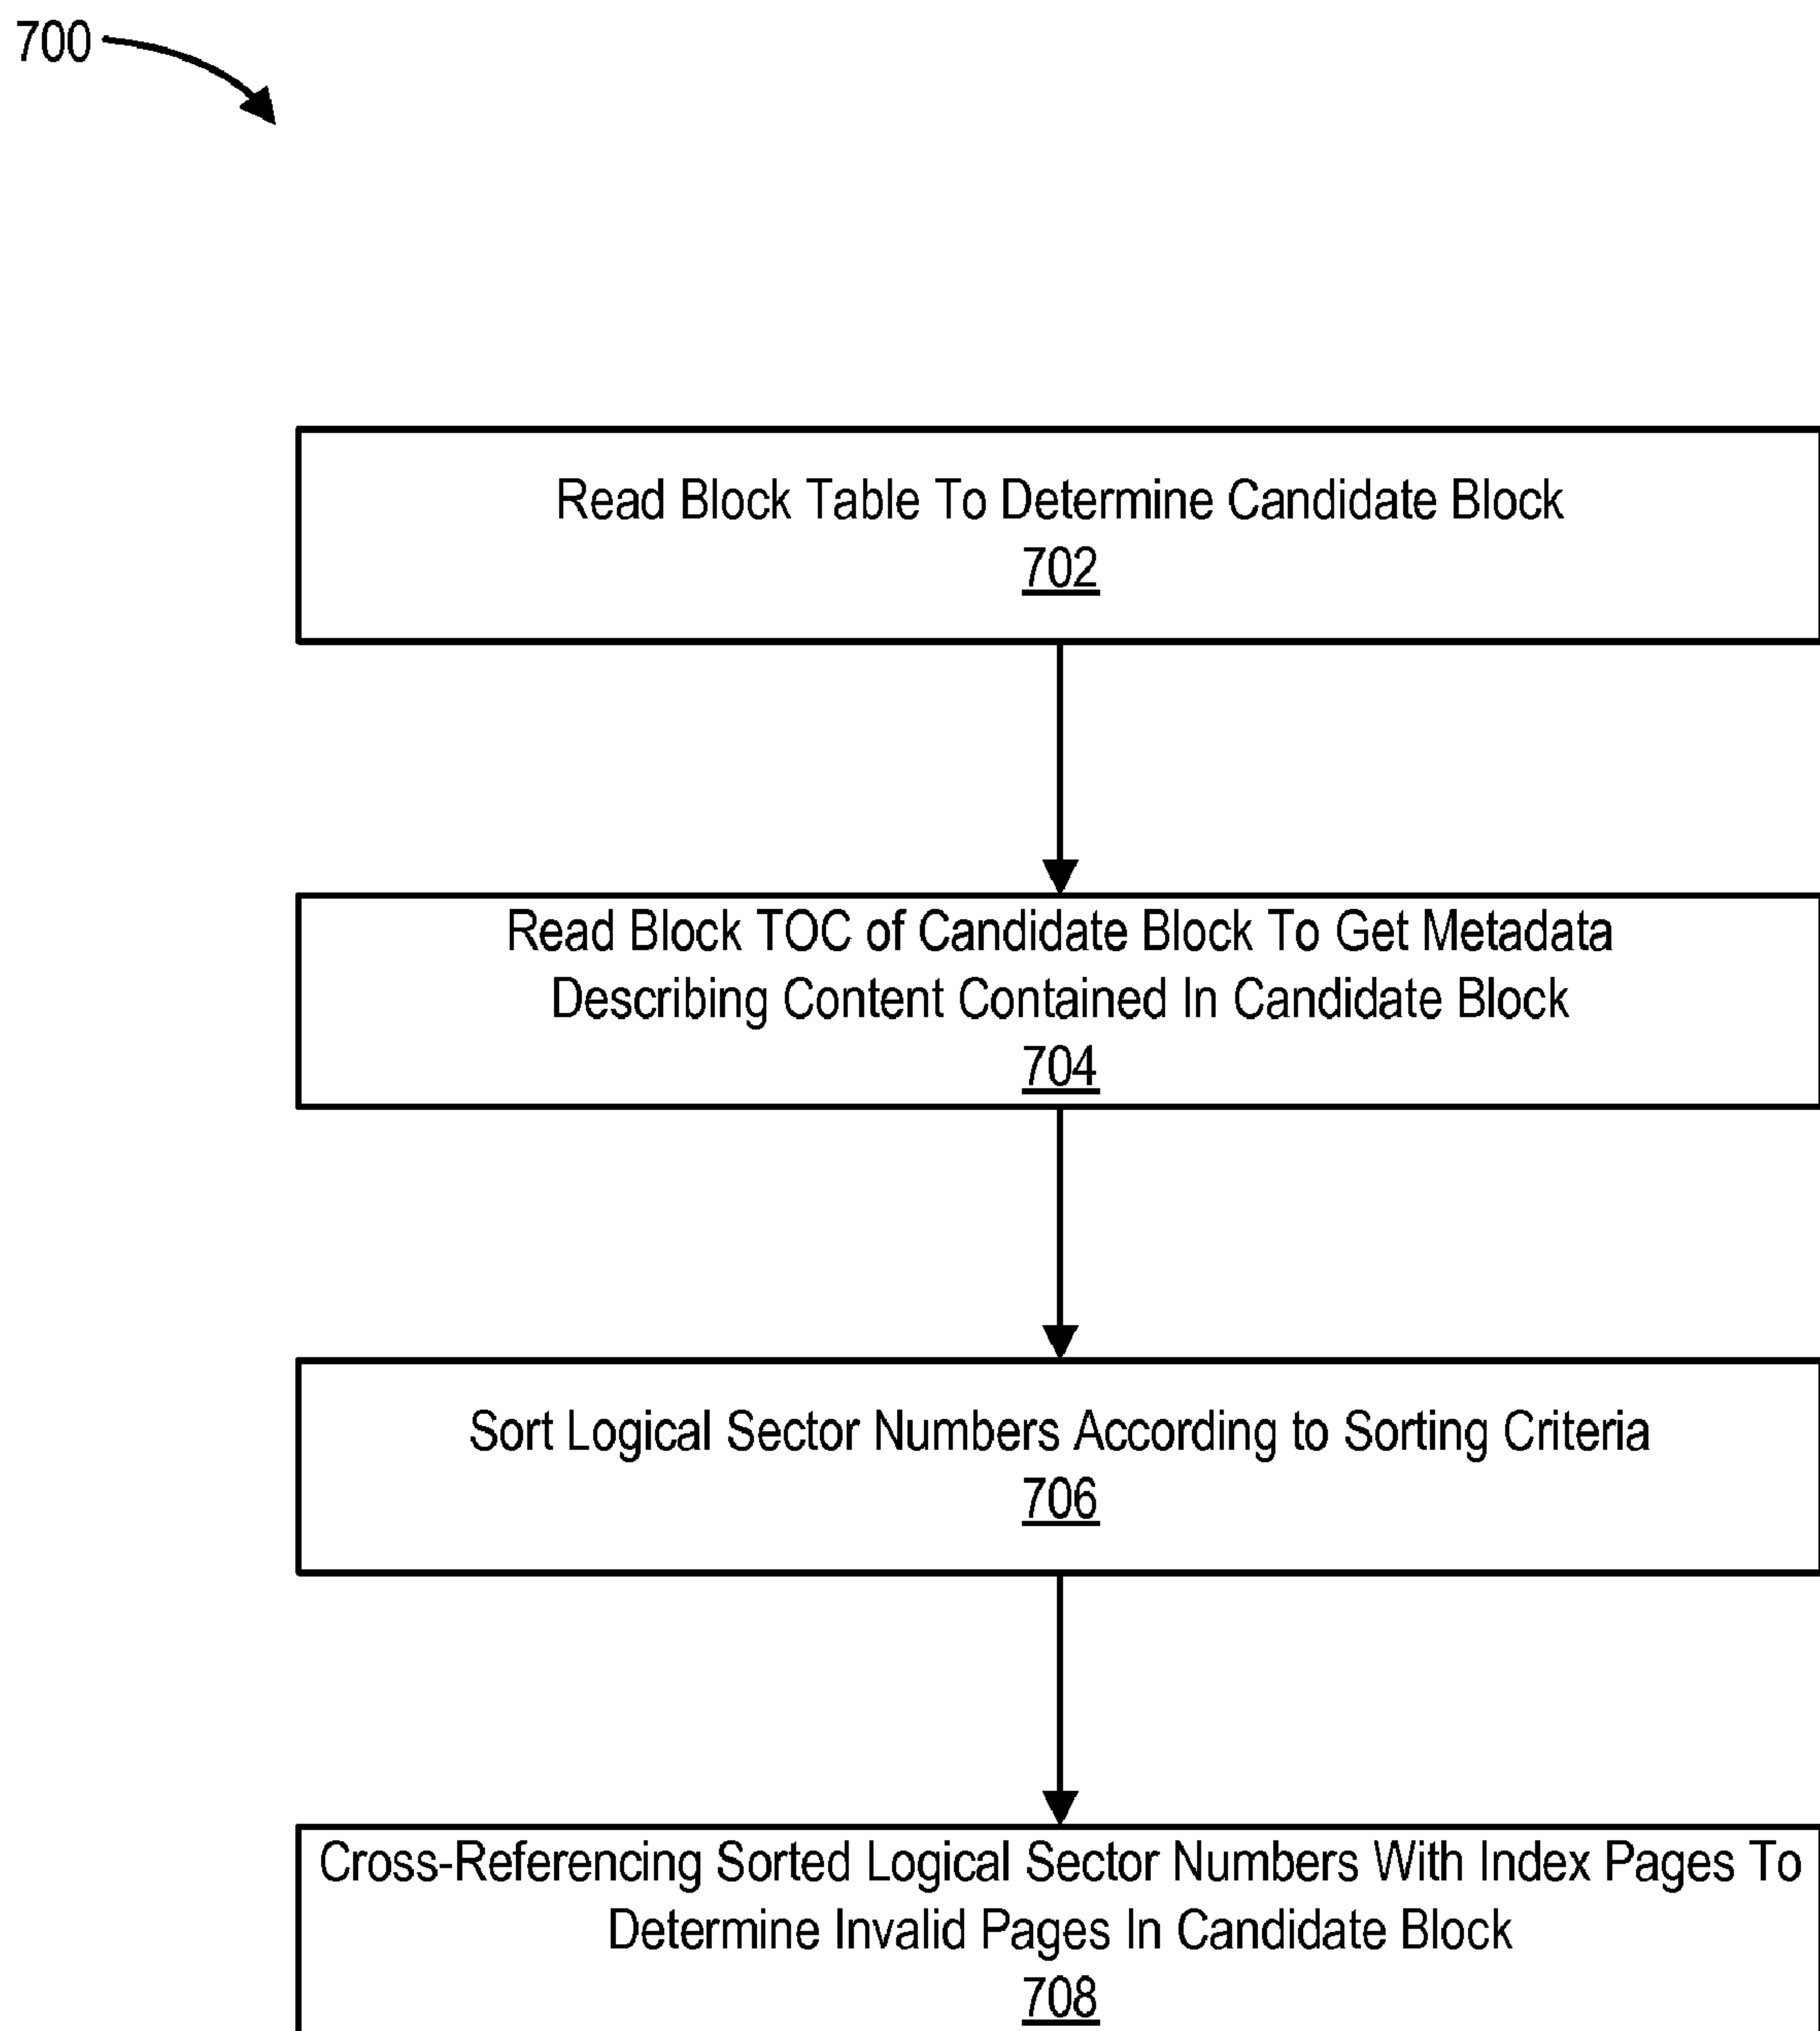 700
Read Block Table To Determine Candidate Block
702
Read Block TOC of Candidate Block To Get Metadata
Describing Content Contained In Candidate Block
704
Sort Logical Sector Numbers According to Sorting Criteria
706
Cross-Referencing Sorted Logical Sector Numbers With Index Pages To
Determine Invalid Pages In Candidate Block
708